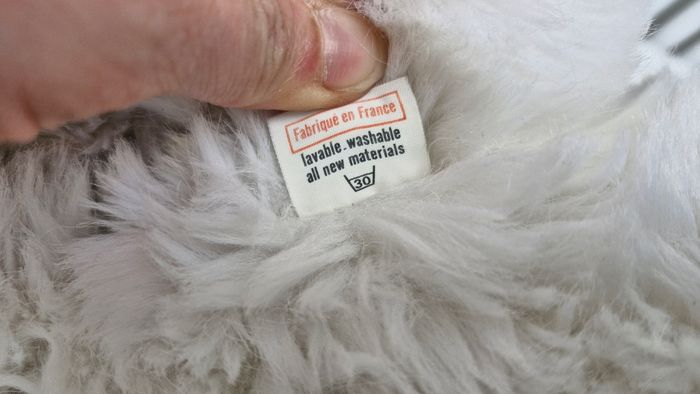 Fabriqué en France
lavable.washable
all new materials
30